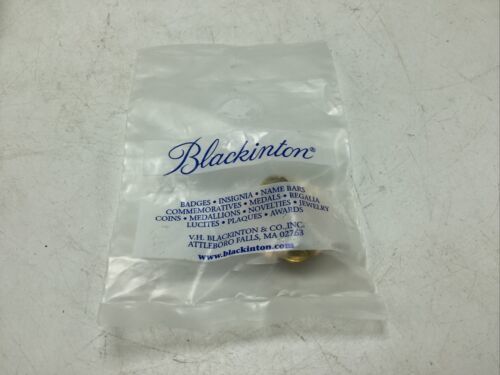 Blackinton®
BADGES • INSIGNIA • NAME BARS
COMMEMORATIVES • MEDALS • REGALIA
COINS • MEDALLIONS • NOVELTIES • JEWELRY
LUCITES • PLAQUES • AWARDS
V.H. BLACKINTON & CO., INC.
ATTLEBORO FALLS, MA 02763
www.blackinton.com